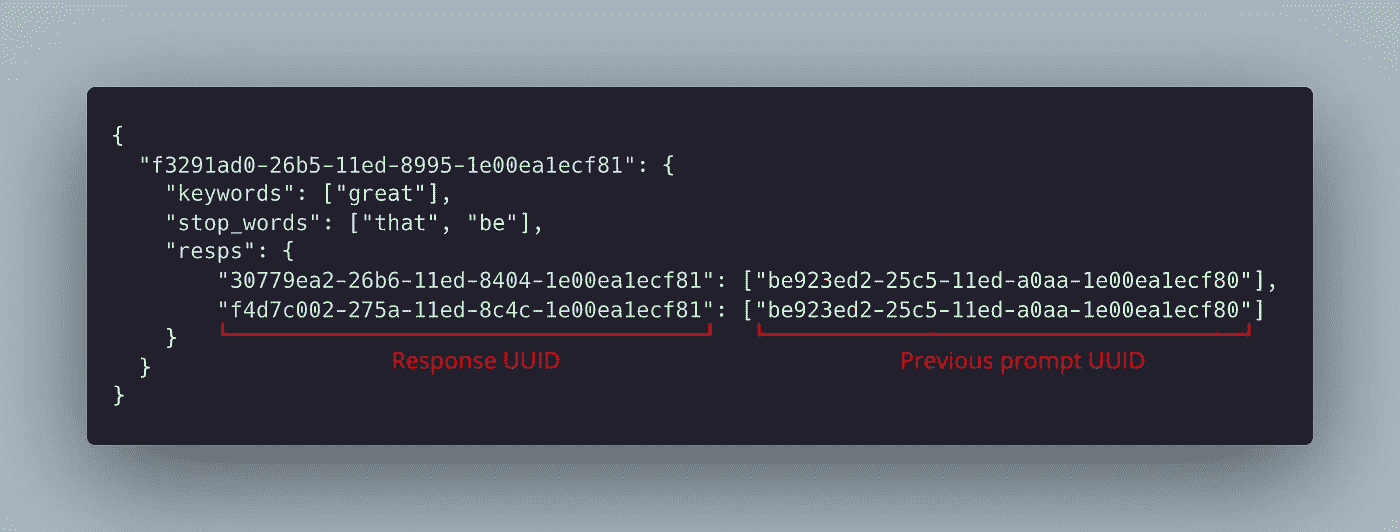 {
"f3291ad0-26b5-11ed-8995-1e00ea1ecf81": {
"keywords": ["great"],
"stop_words": ["that", "be"],
"resps": {
"30779ea2-26b6-11ed-8404-1e00ea1ecf81": ["be923ed2-25c5-11ed-a0aa-1e00ea1ecf80"],
"f4d7c002-275a-11ed-8c4c-1e00ea1ecf81": ["be923ed2-25c5-11ed-a0aa-1e00ea1ecf80"]
}
Response UUID Previous prompt UUID
}
}